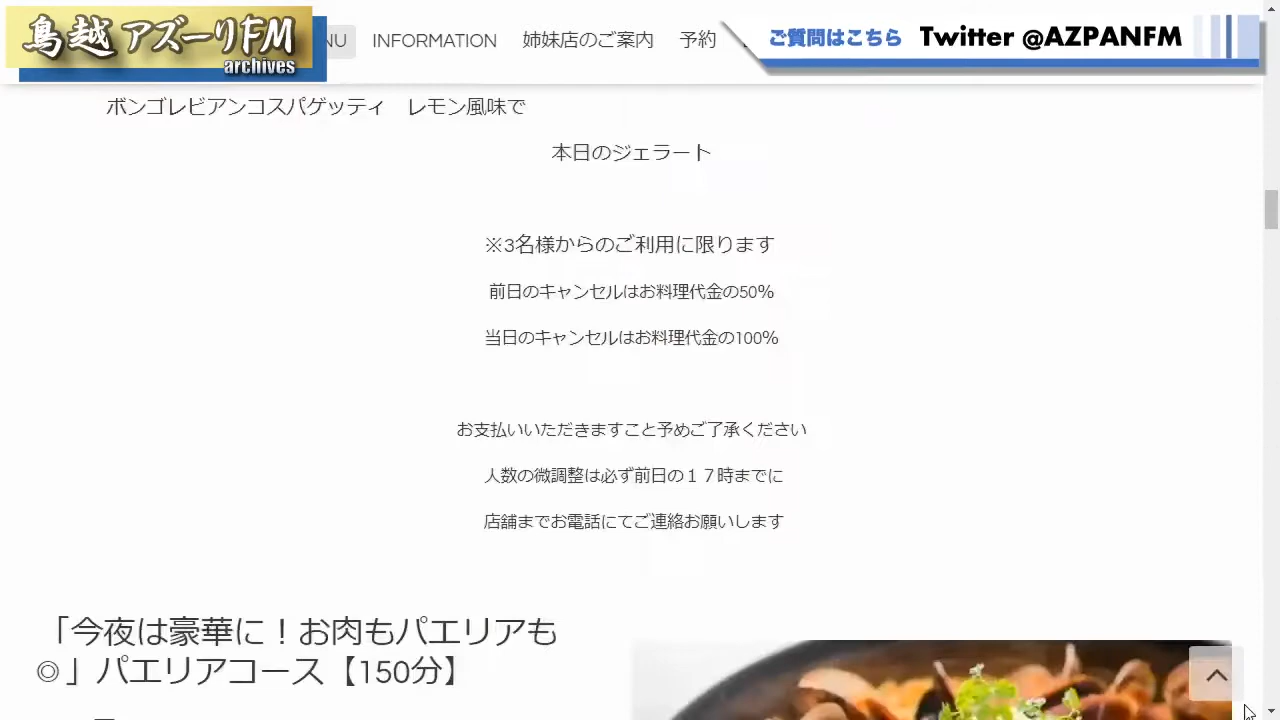 鳥越 アズーリFM
archives
NU
INFORMATION
姉妹店のご案内
予約
ご質問はこちら Twitter @AZPANFM
ボンゴレビアンコスパゲッティ　レモン風味で
本日のジェラート
※3名様からのご利用に限ります
前日のキャンセルはお料理代金の50%
当日のキャンセルはお料理代金の100%
お支払いいただきますこと予めご了承ください
人数の微調整は必ず前日の１７時までに
店舗までお電話にてご連絡お願いします
「今夜は豪華に！お肉もパエリアも
◎」パエリアコース【150分】